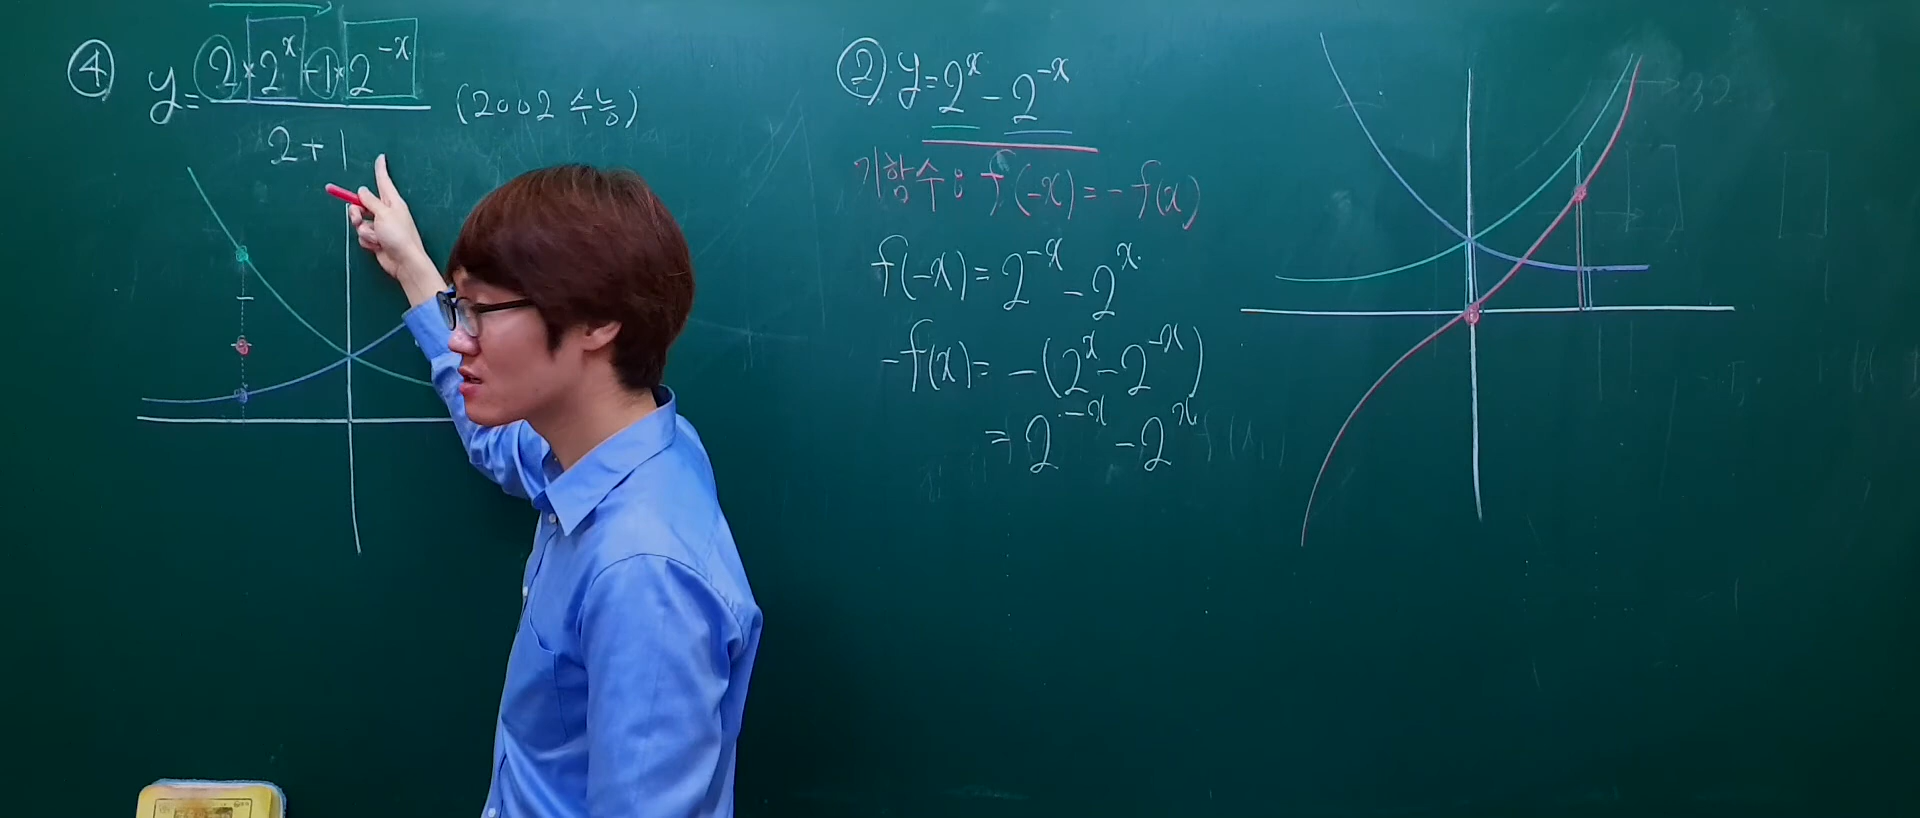 ④ y = 2×2^x+1×2^-x / 2+1 (2002 수능)
② y=2^x-2^-x
기함수: f(-x)=-f(x)
f(-x)=2^-x-2^x
-f(x)=-(2^x-2^-x)
=2^-x-2^x